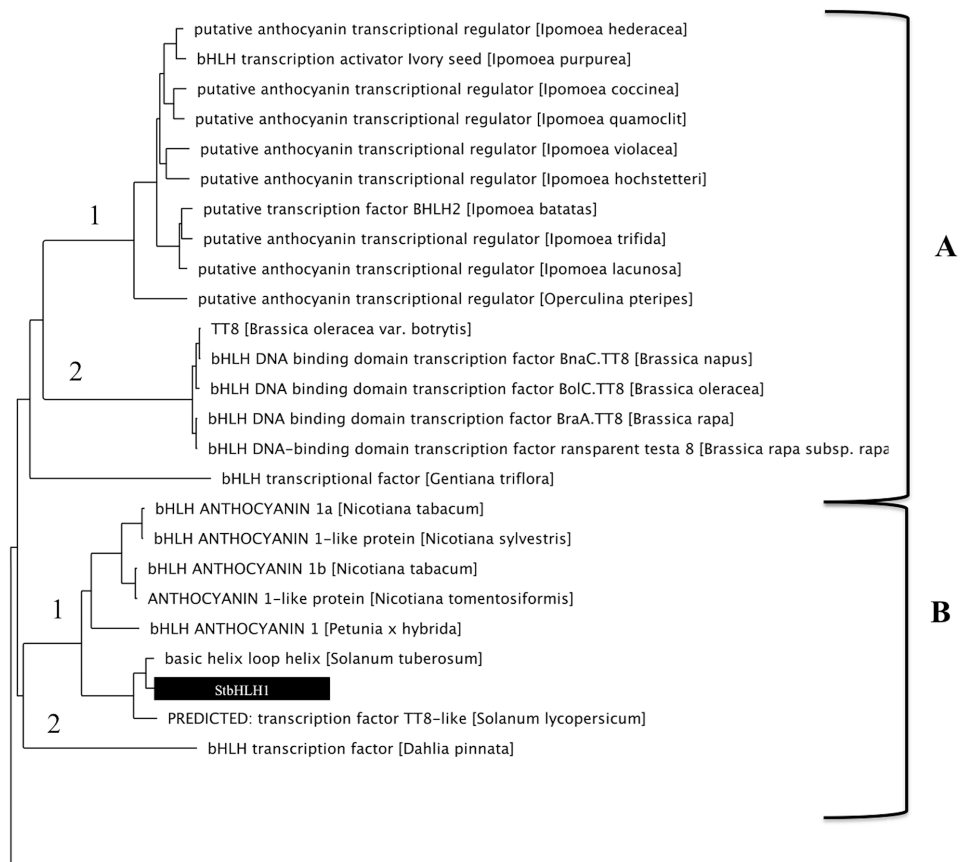 putative anthocyanin transcriptional regulator [Ipomoea hederacea]
bHLH transcription activator Ivory seed [Ipomoea purpurea]
putative anthocyanin transcriptional regulator [Ipomoea coccinea]
putative anthocyanin transcriptional regulator [Ipomoea quamoclit]
putative anthocyanin transcriptional regulator [Ipomoea violacea]
putative anthocyanin transcriptional regulator [Ipomoea hochstetteri]
1
putative transcription factor BHLH2 [Ipomoea batatas]
putative anthocyanin transcriptional regulator [Ipomoea trifida]
A
putative anthocyanin transcriptional regulator [Ipomoea lacunosa]
putative anthocyanin transcriptional regulator [Operculina pteripes]
TT8 [Brassica oleracea var. botrytis]
2
bHLH DNA binding domain transcription factor BnaC.TT8 [Brassica napus]
bHLH DNA binding domain transcription factor BolC.TT8 [Brassica oleracea]
bHLH DNA binding domain transcription factor BraA.TT8 [Brassica rapa]
bHLH DNA-binding domain transcription factor ransparent testa 8 [Brassica rapa subsp. rapa
bHLH transcriptional factor [Gentiana triflora]
bHLH ANTHOCYANIN 1a [Nicotiana tabacum]
bHLH ANTHOCYANIN 1-like protein [Nicotiana sylvestris]
bHLH ANTHOCYANIN 1b [Nicotiana tabacum]
ANTHOCYANIN 1-like protein [Nicotiana tomentosiformis]
1
B
bHLH ANTHOCYANIN 1 [Petunia x hybrida]
basic helix loop helix [Solanum tuberosum]
StbHLH1
PREDICTED: transcription factor TT8-like [Solanum lycopersicum]
2
bHLH transcription factor [Dahlia pinnata]